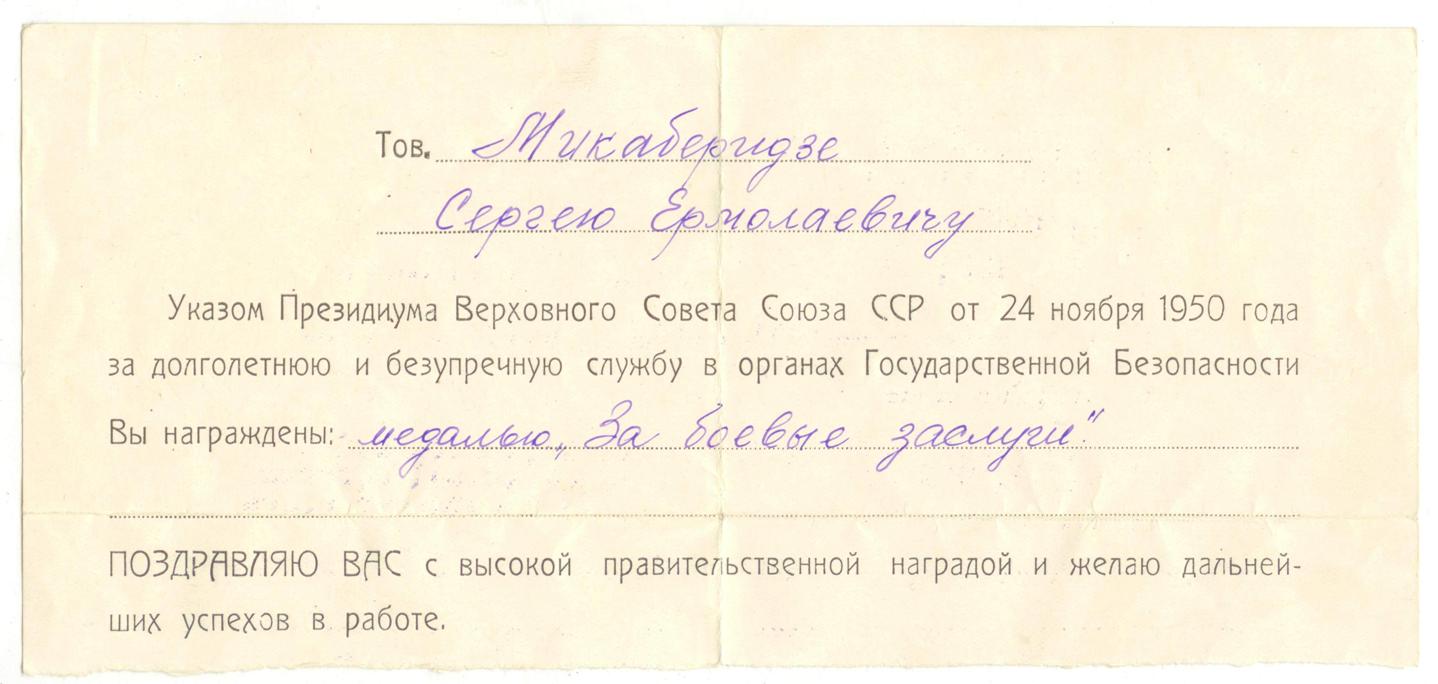 Тов. Микаберидзе
Сергею Ермолаевичу
Указом Президиума Верховного Совета Союза ССР от 24 ноября 1950 года
за долголетнюю и безупречную службу в органах Государственной Безопасности
Вы награждены: медалью „За боевые заслуги“
ПОЗДРАВЛЯЮ ВАС с высокой правительственной наградой и желаю дальней-
ших успехов в работе.